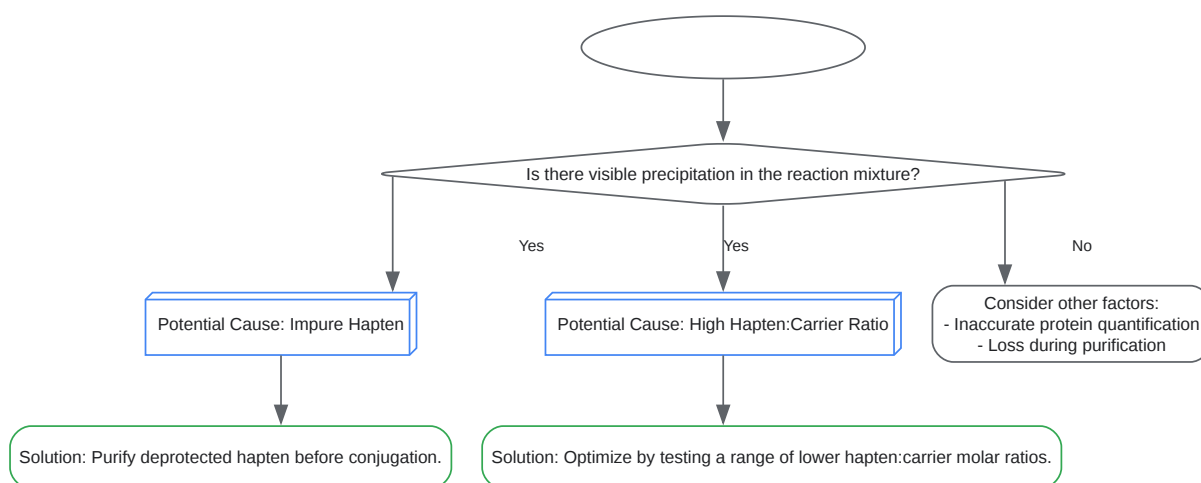 Is there visible precipitation in the reaction mixture?
Yes
Yes
No
Potential Cause: Impure Hapten
Potential Cause: High Hapten:Carrier Ratio
Consider other factors:
- Inaccurate protein quantification
- Loss during purification
Solution: Purify deprotected hapten before conjugation.
Solution: Optimize by testing a range of lower hapten:carrier molar ratios.